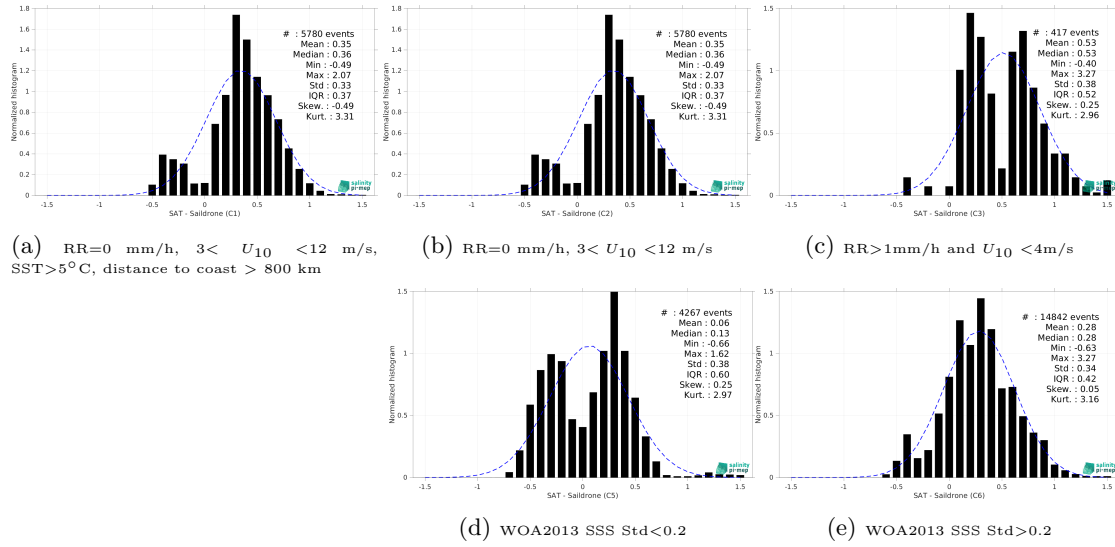 1.8
1.6
1.4
1.2
1
0.8
0.6
0.4
0.2
0
Normalized histogram
# : 5780 events
Mean : 0.35
Median : 0.36
Min : -0.49
Max : 2.07
Std : 0.33
IQR : 0.37
Skew. : -0.49
Kurt. : 3.31
salinity
pi-mep
-1.5 -1 -0.5 0 0.5 1 1.5
SAT - Saildrone (C1)
(a) RR=0 mm/h, 3< U10 <12 m/s,
SST>5°C, distance to coast > 800 km
1.8
1.6
1.4
1.2
1
0.8
0.6
0.4
0.2
0
Normalized histogram
# : 5780 events
Mean : 0.35
Median : 0.36
Min : -0.49
Max : 2.07
Std : 0.33
IQR : 0.37
Skew. : -0.49
Kurt. : 3.31
salinity
pi-mep
-1.5 -1 -0.5 0 0.5 1 1.5
SAT - Saildrone (C2)
(b) RR=0 mm/h, 3< U10 <12 m/s
1.5
1
0.5
0
Normalized histogram
# : 417 events
Mean : 0.53
Median : 0.53
Min : -0.40
Max : 3.27
Std : 0.38
IQR : 0.52
Skew. : 0.25
Kurt. : 2.96
salinity
pi-mep
-1.5 -1 -0.5 0 0.5 1 1.5
SAT - Saildrone (C3)
(c) RR>1mm/h and U10 <4m/s
1.5
1
0.5
0
Normalized histogram
# : 4267 events
Mean : 0.06
Median : 0.13
Min : -0.66
Max : 1.62
Std : 0.38
IQR : 0.60
Skew. : 0.25
Kurt. : 2.97
salinity
pi-mep
-1.5 -1 -0.5 0 0.5 1 1.5
SAT - Saildrone (C5)
(d) WOA2013 SSS Std<0.2
1.5
1
0.5
0
Normalized histogram
# : 14842 events
Mean : 0.28
Median : 0.28
Min : -0.63
Max : 3.27
Std : 0.34
IQR : 0.42
Skew. : 0.05
Kurt. : 3.16
salinity
pi-mep
-1.5 -1 -0.5 0 0.5 1 1.5
SAT - Saildrone (C6)
(e) WOA2013 SSS Std>0.2